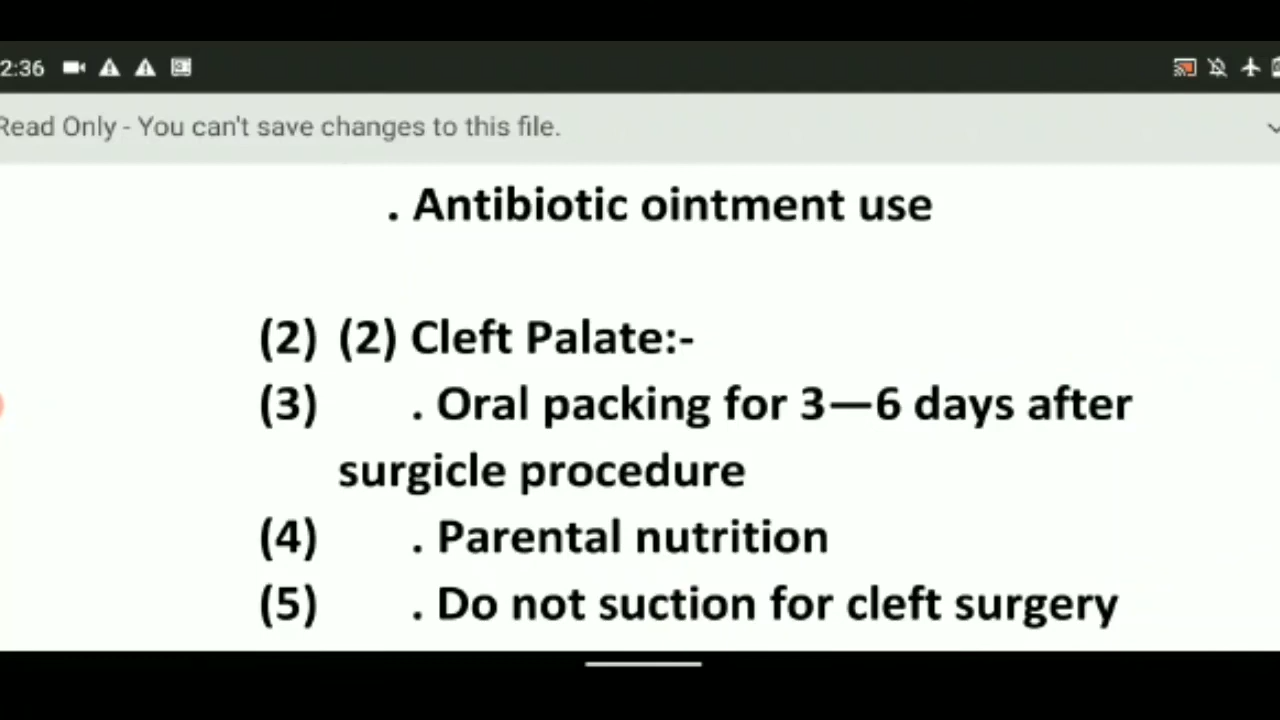 2:36
Read Only - You can't save changes to this file.
. Antibiotic ointment use
(2) (2) Cleft Palate:-
(3) . Oral packing for 3—6 days after
surgicle procedure
(4) . Parental nutrition
(5) . Do not suction for cleft surgery